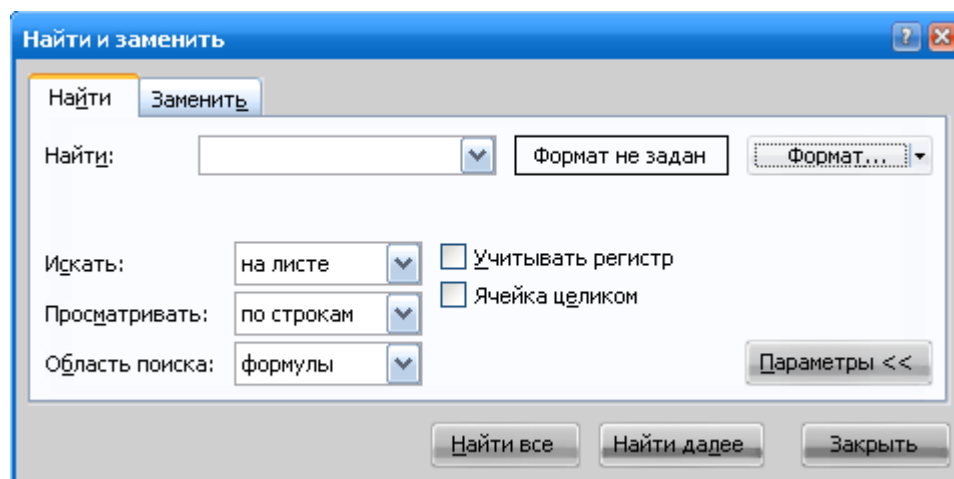 Найти и заменить
Найти Заменить
Найти: Формат не задан Формат...
Искать: на листе Учитывать регистр
Ячейка целиком
Просматривать: по строкам
Область поиска: формулы Параметры <<
Найти все Найти далее Закрыть